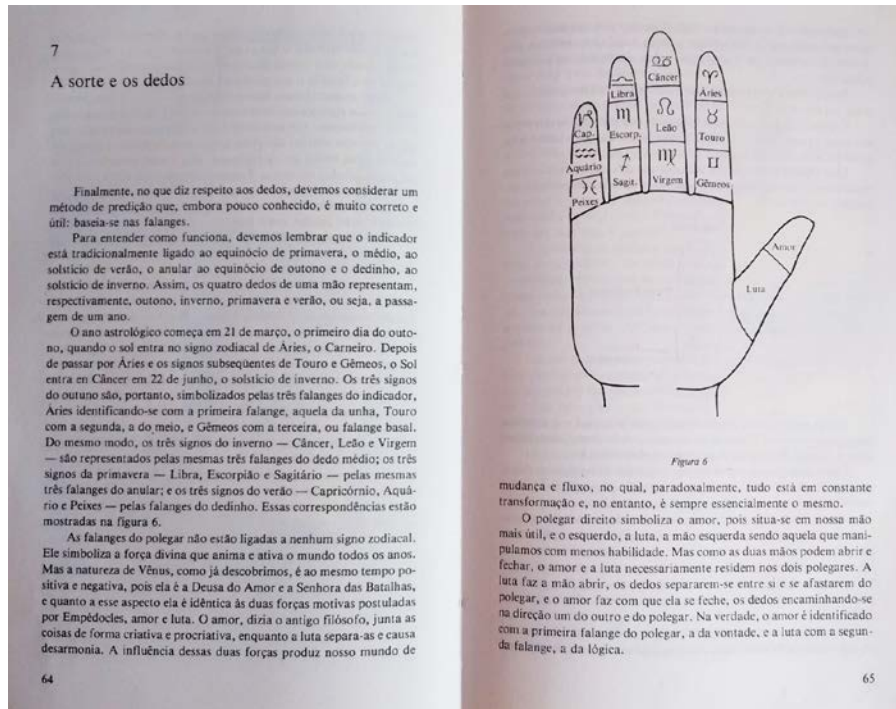 7
A sorte e os dedos
Finalmente, no que diz respeito aos dedos, devemos considerar um
método de predição que, embora pouco conhecido, é muito correto e
útil: baseia-se nas falanges.
Para entender como funciona, devemos lembrar que o indicador
está tradicionalmente ligado ao equinócio de primavera, o médio, ao
solstício de verão, o anular ao equinócio de outono e o dedinho, ao
solstício de inverno. Assim, os quatro dedos de uma mão representam,
respectivamente, outono, inverno, primavera e verão, ou seja, a passa-
gem de um ano.
O ano astrológico começa em 21 de março, o primeiro dia do outo-
no, quando o sol entra no signo zodiacal de Áries, o Carneiro. Depois
de passar por Áries e os signos subseqüentes de Touro e Gêmeos, o Sol
entra en Câncer em 22 de junho, o solstício de inverno. Os três signos
do outuno são, portanto, simbolizados pelas três falanges do indicador,
Áries identificando-se com a primeira falange, aquela da unha, Touro
com a segunda, a do meio, e Gêmeos com a terceira, ou falange basal.
Do mesmo modo, os três signos do inverno — Câncer, Leão e Virgem
— são representados pelas mesmas três falanges do dedo médio; os três
signos da primavera — Libra, Escorpião e Sagitário — pelas mesmas
três falanges do anular; e os três signos do verão — Capricórnio, Aquá-
rio e Peixes — pelas falanges do dedinho. Essas correspondências estão
mostradas na figura 6.
As falanges do polegar não estão ligadas a nenhum signo zodiacal.
Ele simboliza a força divina que anima e ativa o mundo todos os anos.
Mas a natureza de Vênus, como já descobrimos, é ao mesmo tempo po-
sitiva e negativa, pois ela é a Deusa do Amor e a Senhora das Batalhas,
e quanto a esse aspecto ela é idêntica às duas forças motivas postuladas
por Empédocles, amor e luta. O amor, dizia o antigo filósofo, junta as
coisas de forma criativa e procriativa, enquanto a luta separa-as e causa
desarmonia. A influência dessas duas forças produz nosso mundo de
64
♋ Câncer
♎ Libra
♈ Áries
♑ Cap.
♏ Escorp.
♌ Leão
♉ Touro
♒ Aquário
♐ Sagit.
♍ Virgem
♊ Gêmeos
♓ Peixes
Amor
Luta
Figura 6
mudança e fluxo, no qual, paradoxalmente, tudo está em constante
transformação e, no entanto, é sempre essencialmente o mesmo.
O polegar direito simboliza o amor, pois situa-se em nossa mão
mais útil, e o esquerdo, a luta, a mão esquerda sendo aquela que mani-
pulamos com menos habilidade. Mas como as duas mãos podem abrir e
fechar, o amor e a luta necessariamente residem nos dois polegares. A
luta faz a mão abrir, os dedos separarem-se entre si e se afastarem do
polegar, e o amor faz com que ela se feche, os dedos encaminhando-se
na direção um do outro e do polegar. Na verdade, o amor é identificado
com a primeira falange do polegar, a da vontade, e a luta com a segun-
da falange, a da lógica.
65